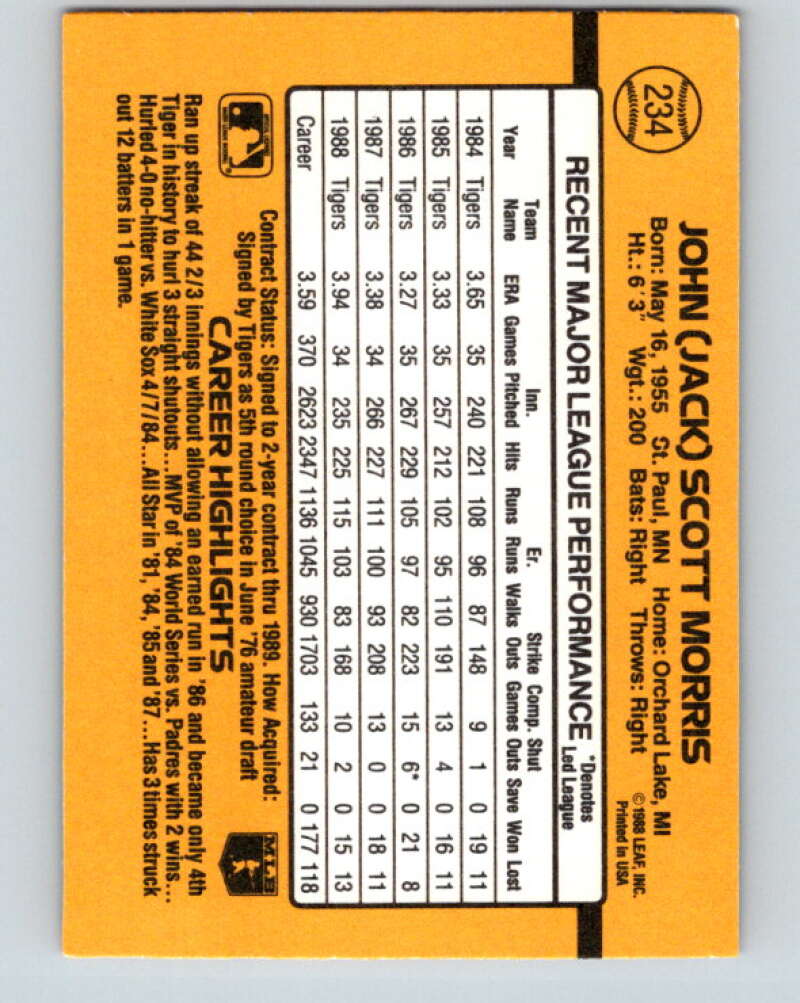 234
JOHN (JACK) SCOTT MORRIS
Born: May 16, 1955 St. Paul, MN Home: Orchard Lake, MI
Ht.: 6' 3" Wgt.: 200 Bats: Right Throws: Right
© 1988 LEAF, INC.
Printed in USA
RECENT MAJOR LEAGUE PERFORMANCE *Denotes Led League
Year Team Name ERA Games Inn. Pitched Hits Runs Er. Runs Walks Strike Outs Comp. Games Shut Outs Save Won Lost
1984 Tigers 3.65 35 240 221 108 96 87 148 9 1 0 19 11
1985 Tigers 3.33 35 257 212 102 95 110 191 13 4 0 16 11
1986 Tigers 3.27 35 267 229 105 97 82 223 15 6* 0 21 8
1987 Tigers 3.38 34 266 227 111 100 93 208 13 0 0 18 11
1988 Tigers 3.94 34 235 225 115 103 83 168 10 2 0 15 13
Career 3.59 370 2623 2347 1136 1045 930 1703 133 21 0 177 118
Contract Status: Signed to 2-year contract thru 1989. How Acquired:
Signed by Tigers as 5th round choice in June '76 amateur draft
MLB
CAREER HIGHLIGHTS
Ran up streak of 44 2/3 innings without allowing an earned run in '86 and became only 4th
Tiger in history to hurl 3 straight shutouts...MVP of '84 World Series vs. Padres with 2 wins...
Hurled 4-0 no-hitter vs. White Sox 4/7/84...All Star in '81, '84, '85 and '87...Has 3 times struck
out 12 batters in 1 game.